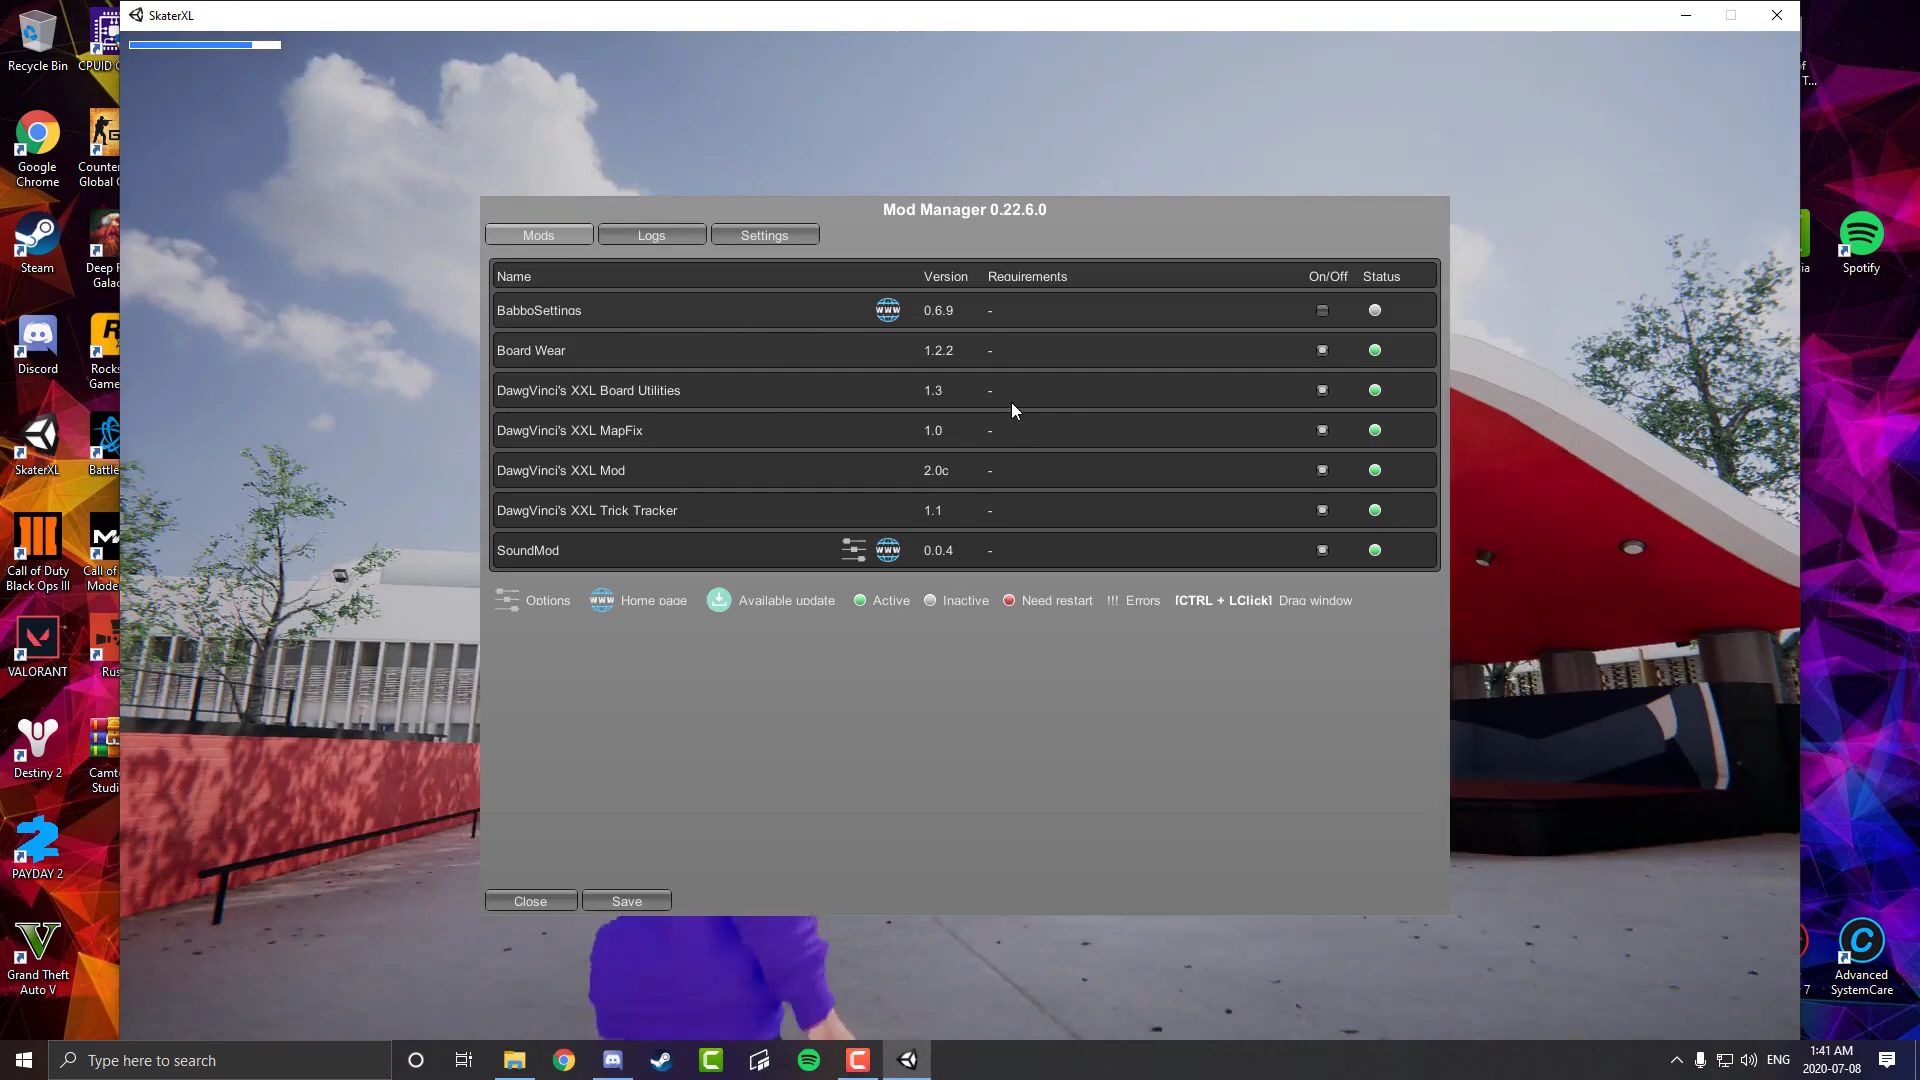 SkaterXL
Recycle Bin
CPUID
Google
Chrome
Counter
Global
Steam
Deep
Galac
Discord
Rocks
Game
SkaterXL
Battle
Call of Duty
Black Ops III
Call of
Mode
VALORANT
Rus
Destiny 2
Camt
Studi
PAYDAY 2
Grand Theft
Auto V
Mod Manager 0.22.6.0
Mods
Logs
Settings
Name Version Requirements On/Off Status
BabboSettings www 0.6.9 -
Board Wear 1.2.2 -
DawgVinci's XXL Board Utilities 1.3 -
DawgVinci's XXL MapFix 1.0 -
DawgVinci's XXL Mod 2.0c -
DawgVinci's XXL Trick Tracker 1.1 -
SoundMod www 0.0.4 -
Options www Home page Available update Active Inactive Need restart !!! Errors [CTRL + LClick] Drag window
Close
Save
T...
Spotify
ia
Advanced
SystemCare
7
Type here to search
ENG
1:41 AM
2020-07-08